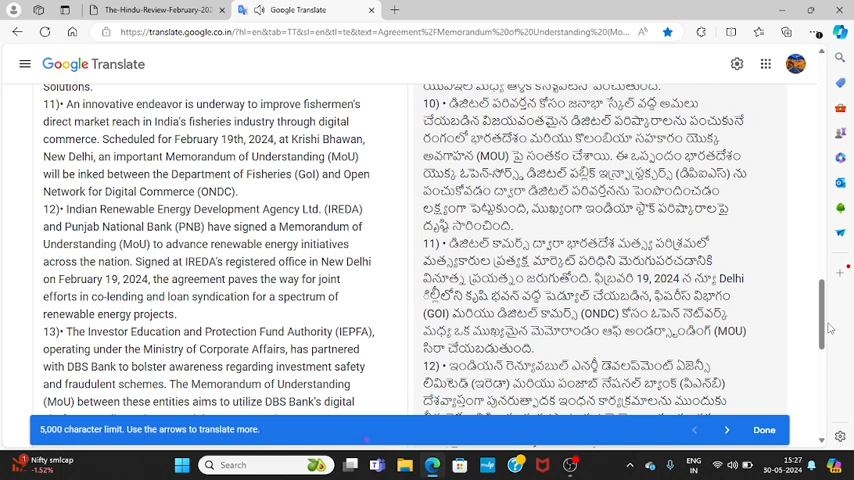 The-Hindu-Review-February-202
Google Translate
https://translate.google.co.in/?hl=en&tab=TT&sl=en&tl=te&text=Agreement%2FMemorandum%20of%20Understanding%20(Mo...
Google Translate
Solutions.
11)• An innovative endeavor is underway to improve fishermen's
direct market reach in India's fisheries industry through digital
commerce. Scheduled for February 19th, 2024, at Krishi Bhawan,
New Delhi, an important Memorandum of Understanding (MoU)
will be inked between the Department of Fisheries (GoI) and Open
Network for Digital Commerce (ONDC).
12)• Indian Renewable Energy Development Agency Ltd. (IREDA)
and Punjab National Bank (PNB) have signed a Memorandum of
Understanding (MoU) to advance renewable energy initiatives
across the nation. Signed at IREDA's registered office in New Delhi
on February 19, 2024, the agreement paves the way for joint
efforts in co-lending and loan syndication for a spectrum of
renewable energy projects.
13)• The Investor Education and Protection Fund Authority (IEPFA),
operating under the Ministry of Corporate Affairs, has partnered
with DBS Bank to bolster awareness regarding investment safety
and fraudulent schemes. The Memorandum of Understanding
(MoU) between these entities aims to utilize DBS Bank's digital
10)• డిజిటల్ పరివర్తన కోసం జనాభా స్కేల్ వద్ద అమలు
చేయబడిన విజయవంతమైన డిజిటల్ పరిష్కారాలను పంచుకునే
రంగంలో భారతదేశం మరియు కొలంబియా సహకారం యొక్క
అవగాహన (MOU) పై సంతకం చేశాయి. ఈ ఒప్పందం భారతదేశం
యొక్క ఓపెన్-సోర్స్డ్ డిజిటల్ పబ్లిక్ ఇన్ఫ్రాస్ట్రక్చర్స్ (డిపిఐఎస్) ను
పంచుకోవడం ద్వారా డిజిటల్ పరివర్తనను పెంపొందించడం
లక్ష్యంగా పెట్టుకుంది, ముఖ్యంగా ఇండియా స్టాక్ పరిష్కారాలపై
దృష్టి సారించింది.
11)• డిజిటల్ కామర్స్ ద్వారా భారతదేశ మత్స్య పరిశ్రమలో
మత్స్యకారుల ప్రత్యక్ష మార్కెట్ పరిధిని మెరుగుపరచడానికి
వినూత్న ప్రయత్నం జరుగుతోంది. ఫిబ్రవరి 19, 2024 న న్యూ Delhi
ిల్లీలోని కృషి భవన్ వద్ద షెడ్యూల్ చేయబడిన, ఫిషరీస్ విభాగం
(GOI) మరియు డిజిటల్ కామర్స్ (ONDC) కోసం ఓపెన్ నెట్‌వర్క్
మధ్య ఒక ముఖ్యమైన మెమోరాండం ఆఫ్ అండర్స్టాండింగ్ (MOU)
సిరా చేయబడుతుంది.
12)• ఇండియన్ రెన్యువబుల్ ఎనర్జీ డెవలప్‌మెంట్ ఏజెన్సీ
లిమిటెడ్ (ఇరెడా) మరియు పంజాబ్ నేషనల్ బ్యాంక్ (పిఎన్‌బి)
దేశవ్యాప్తంగా పునరుత్పాదక ఇంధన కార్యక్రమాలను ముందుకు
5,000 character limit. Use the arrows to translate more.
Done
Nifty smlcap
-1.52%
Search
ENG
IN
15:27
30-05-2024